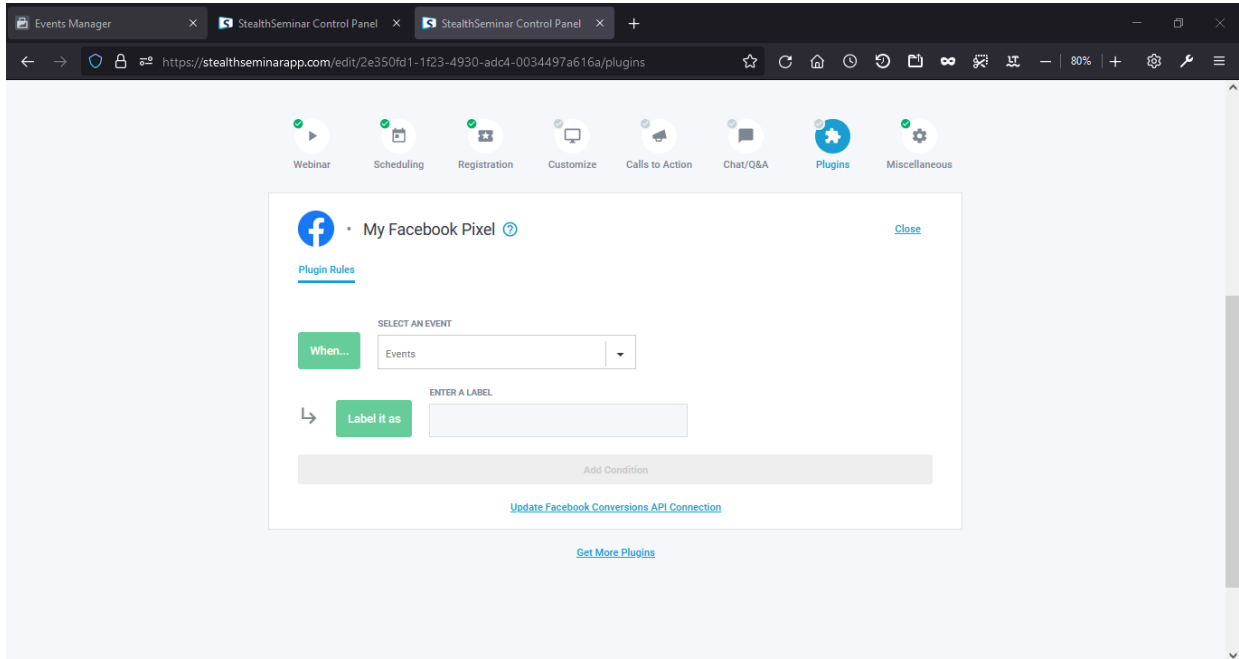 Events Manager
StealthSeminar Control Panel
StealthSeminar Control Panel
https://stealthseminarapp.com/edit/2e350fd1-1f23-4930-adc4-0034497a616a/plugins
80%
Webinar
Scheduling
Registration
Customize
Calls to Action
Chat/Q&A
Plugins
Miscellaneous
My Facebook Pixel
Close
Plugin Rules
SELECT AN EVENT
When...
Events
ENTER A LABEL
Label it as
Add Condition
Update Facebook Conversions API Connection
Get More Plugins